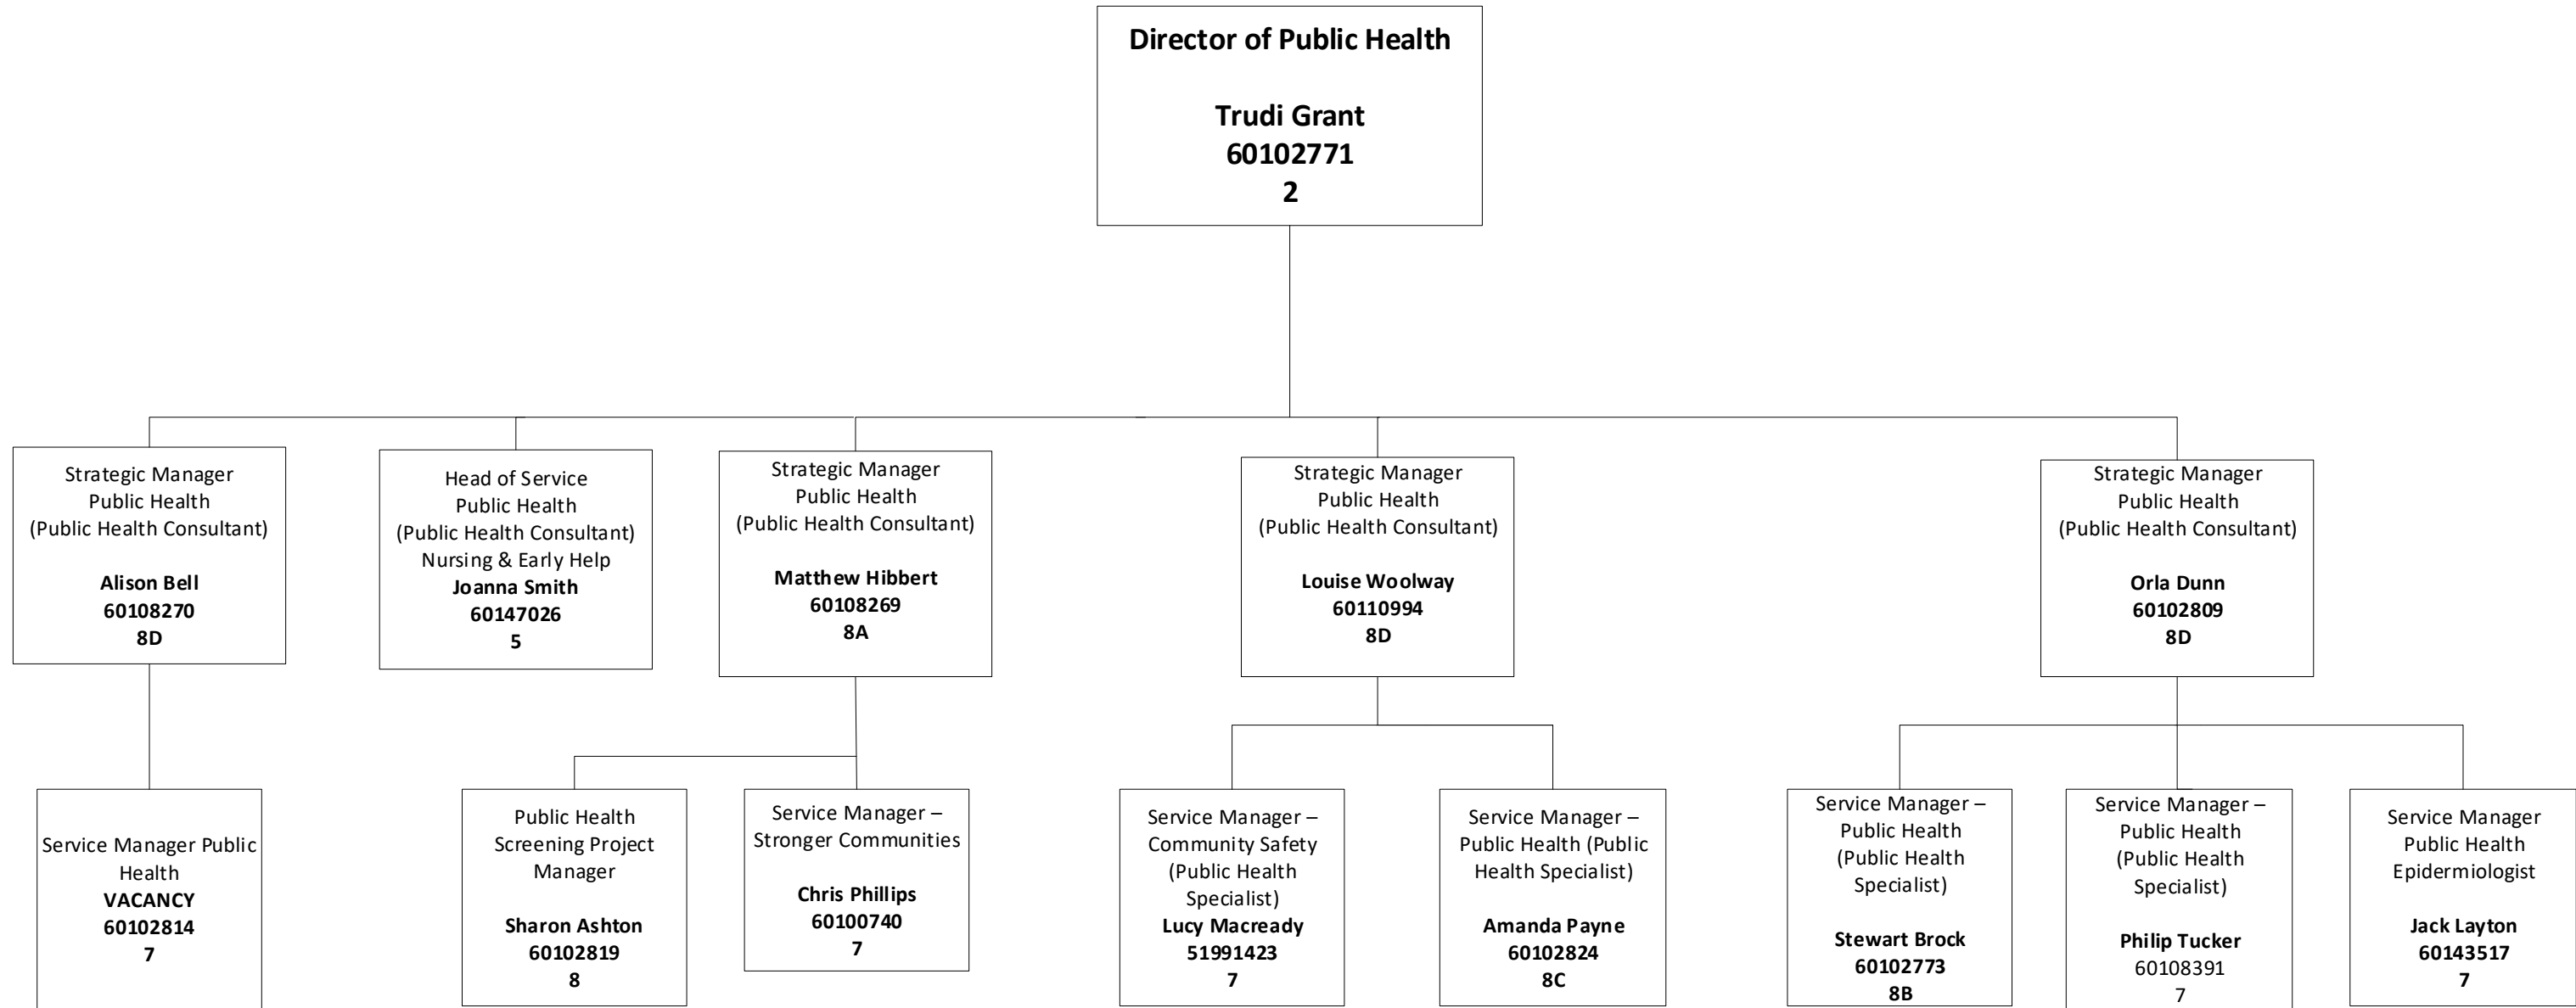 Director of Public Health
Trudi Grant
60102771
2
Strategic Manager
Public Health
(Public Health Consultant)
Alison Bell
60108270
8D
Head of Service
Public Health
(Public Health Consultant)
Nursing & Early Help
Joanna Smith
60147026
5
Strategic Manager
Public Health
(Public Health Consultant)
Matthew Hibbert
60108269
8A
Strategic Manager
Public Health
(Public Health Consultant)
Louise Woolway
60110994
8D
Strategic Manager
Public Health
(Public Health Consultant)
Orla Dunn
60102809
8D
Service Manager Public
Health
VACANCY
60102814
7
Public Health
Screening Project
Manager
Sharon Ashton
60102819
8
Service Manager –
Stronger Communities
Chris Phillips
60100740
7
Service Manager –
Community Safety
(Public Health
Specialist)
Lucy Macready
51991423
7
Service Manager –
Public Health (Public
Health Specialist)
Amanda Payne
60102824
8C
Service Manager –
Public Health
(Public Health
Specialist)
Stewart Brock
60102773
8B
Service Manager –
Public Health
(Public Health
Specialist)
Philip Tucker
60108391
7
Service Manager
Public Health
Epidermiologist
Jack Layton
60143517
7